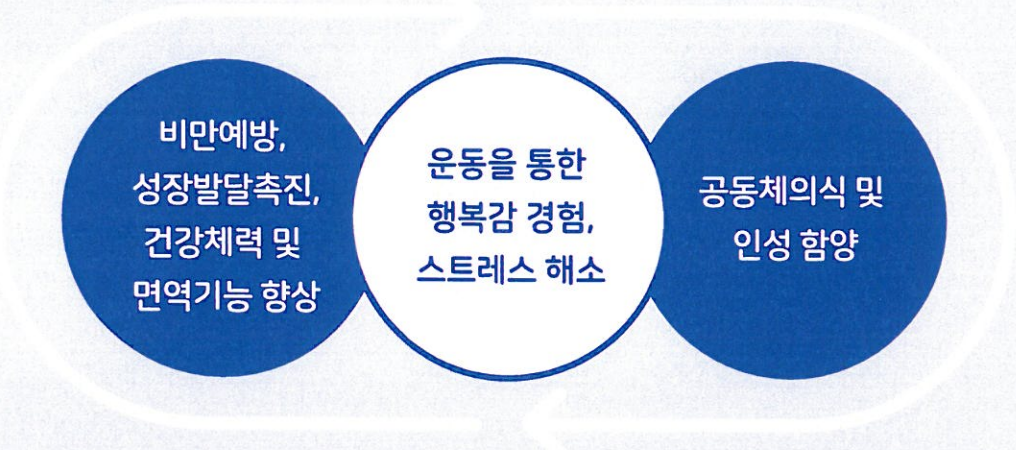 비만예방,
성장발달촉진,
건강체력 및
면역기능 향상
운동을 통한
행복감 경험,
스트레스 해소
공동체의식 및
인성 함양